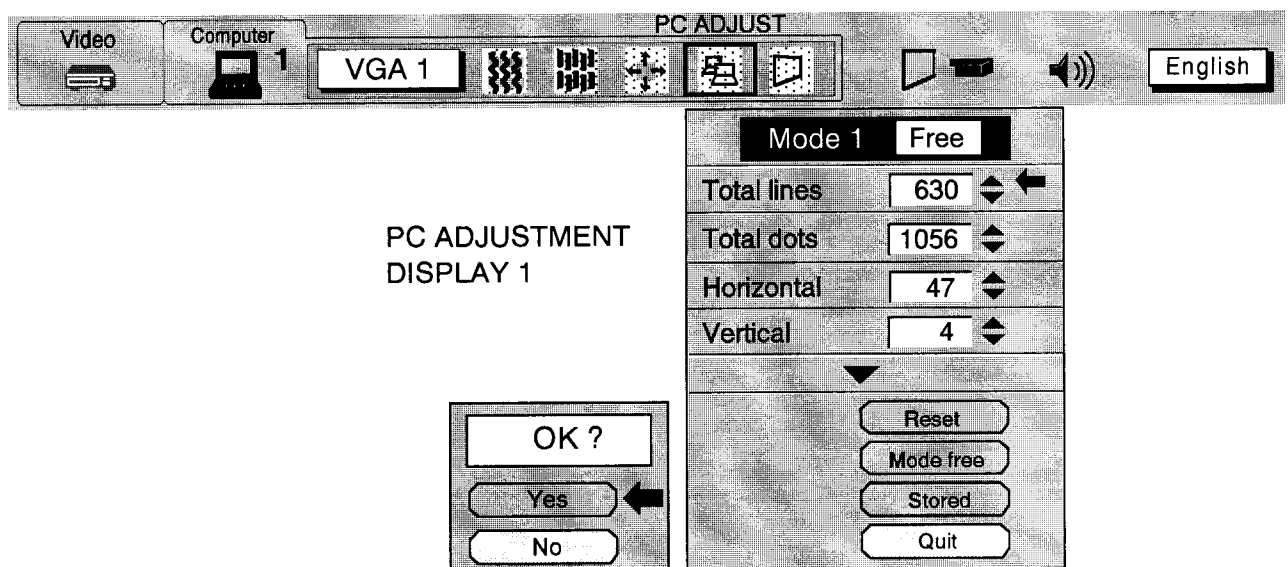 PC ADJUST
Video
Computer
1
VGA 1
English
Mode 1 Free
Total lines 630
PC ADJUSTMENT
DISPLAY 1
Total dots 1056
Horizontal 47
Vertical 4
Reset
Mode free
Stored
Quit
OK ?
Yes
No